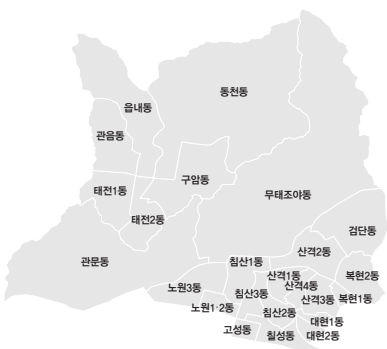 동천동
읍내동
관음동
구암동
태전1동
무태조야동
태전2동
검단동
산격2동
관문동
침산1동
산격1동
복현2동
노원3동
산격4동
침산3동
산격3동
복현1동
노원1·2동
침산2동
대현1동
고성동
칠성동
대현2동